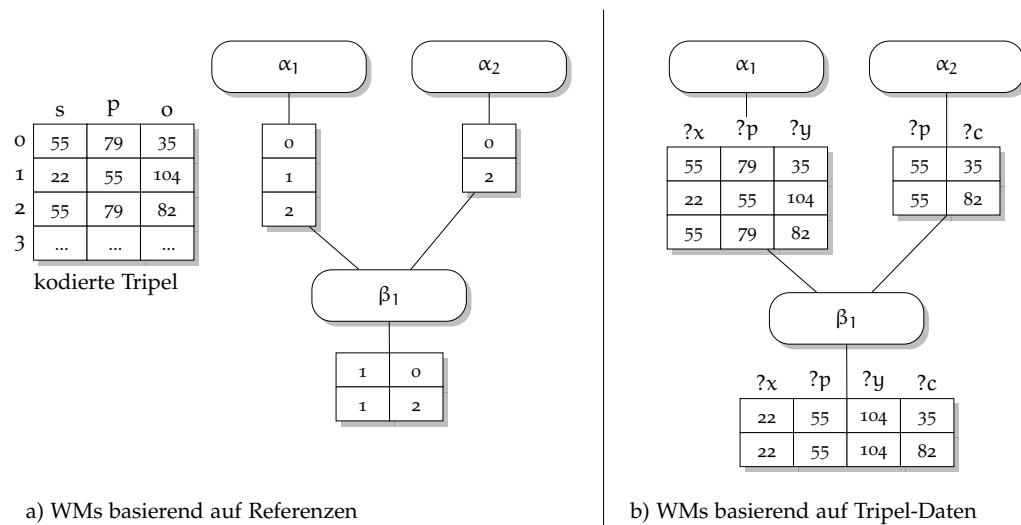 α1 α2
s p o
0 55 79 35
1 22 55 104
2 55 79 82
3 ... ... ...
kodierte Tripel
0
1
2
0
2
β1
1 0
1 2
a) WMs basierend auf Referenzen
α1 α2
?x ?p ?y
55 79 35
22 55 104
55 79 82
?p ?c
55 35
55 82
β1
?x ?p ?y ?c
22 55 104 35
22 55 104 82
b) WMs basierend auf Tripel-Daten